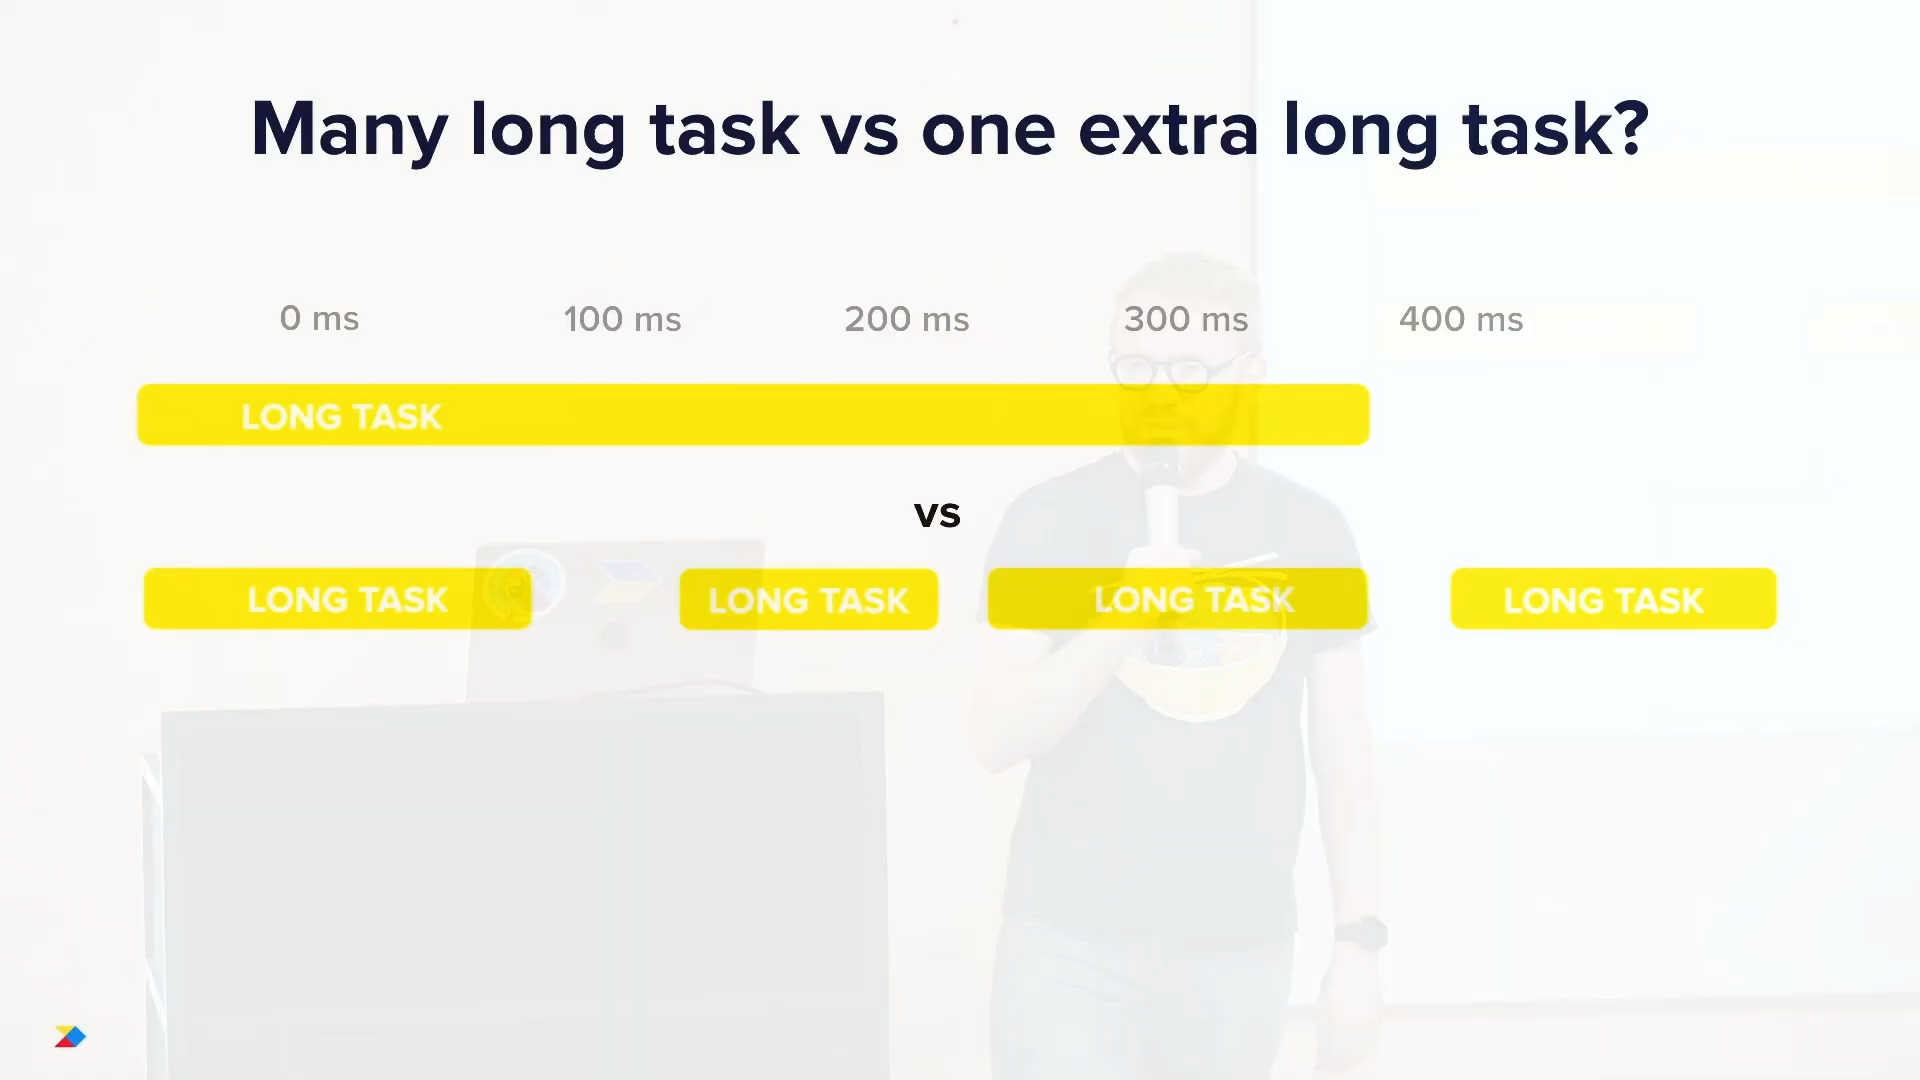 Many long task vs one extra long task?
0 ms 100 ms 200 ms 300 ms 400 ms
LONG TASK
vs
LONG TASK LONG TASK LONG TASK LONG TASK